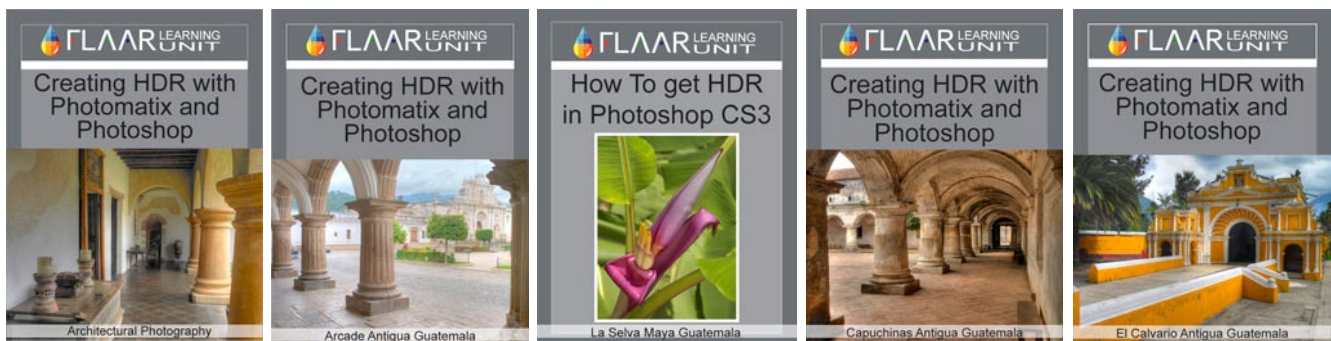 FLAAR LEARNING UNIT
Creating HDR with
Photomatix and
Photoshop
Architectural Photography
FLAAR LEARNING UNIT
Creating HDR with
Photomatix and
Photoshop
Arcade Antigua Guatemala
FLAAR LEARNING UNIT
How To get HDR
in Photoshop CS3
La Selva Maya Guatemala
FLAAR LEARNING UNIT
Creating HDR with
Photomatix and
Photoshop
Capuchinas Antigua Guatemala
FLAAR LEARNING UNIT
Creating HDR with
Photomatix and
Photoshop
El Calvario Antigua Guatemala